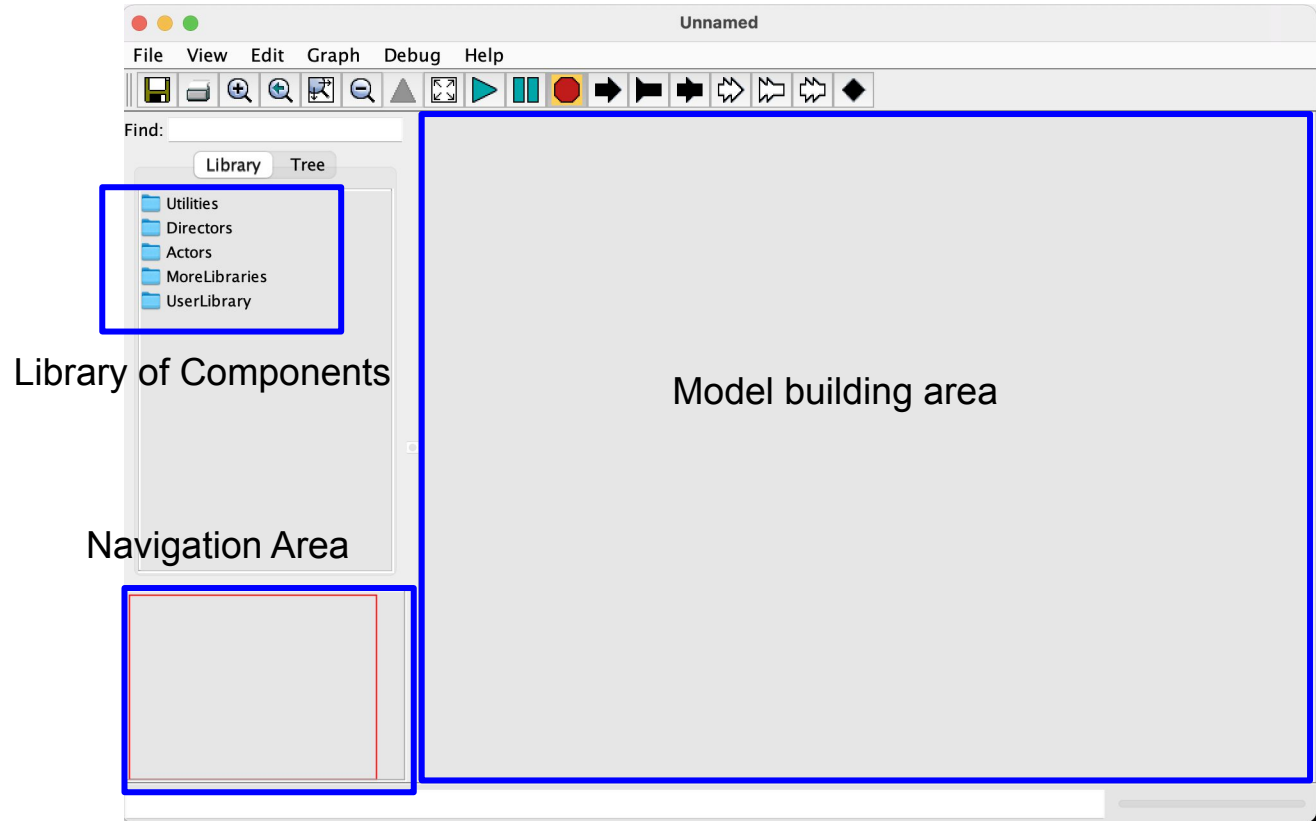 Unnamed
File View Edit Graph Debug Help
Find:
Library Tree
Utilities
Directors
Actors
MoreLibraries
UserLibrary
Library of Components
Model building area
Navigation Area